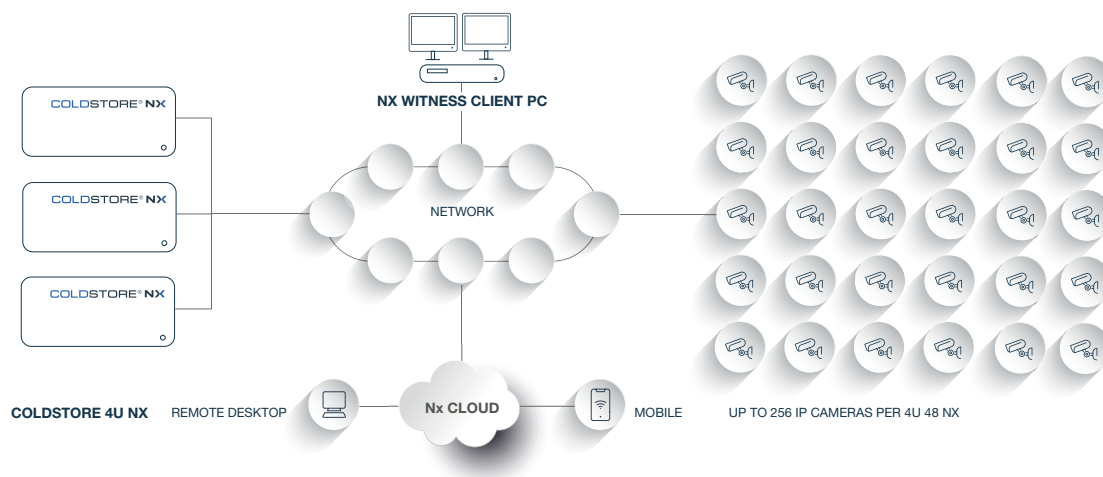 COLDSTORE® NX
COLDSTORE® NX
COLDSTORE® NX
NX WITNESS CLIENT PC
NETWORK
COLDSTORE 4U NX
REMOTE DESKTOP
Nx CLOUD
MOBILE
UP TO 256 IP CAMERAS PER 4U 48 NX